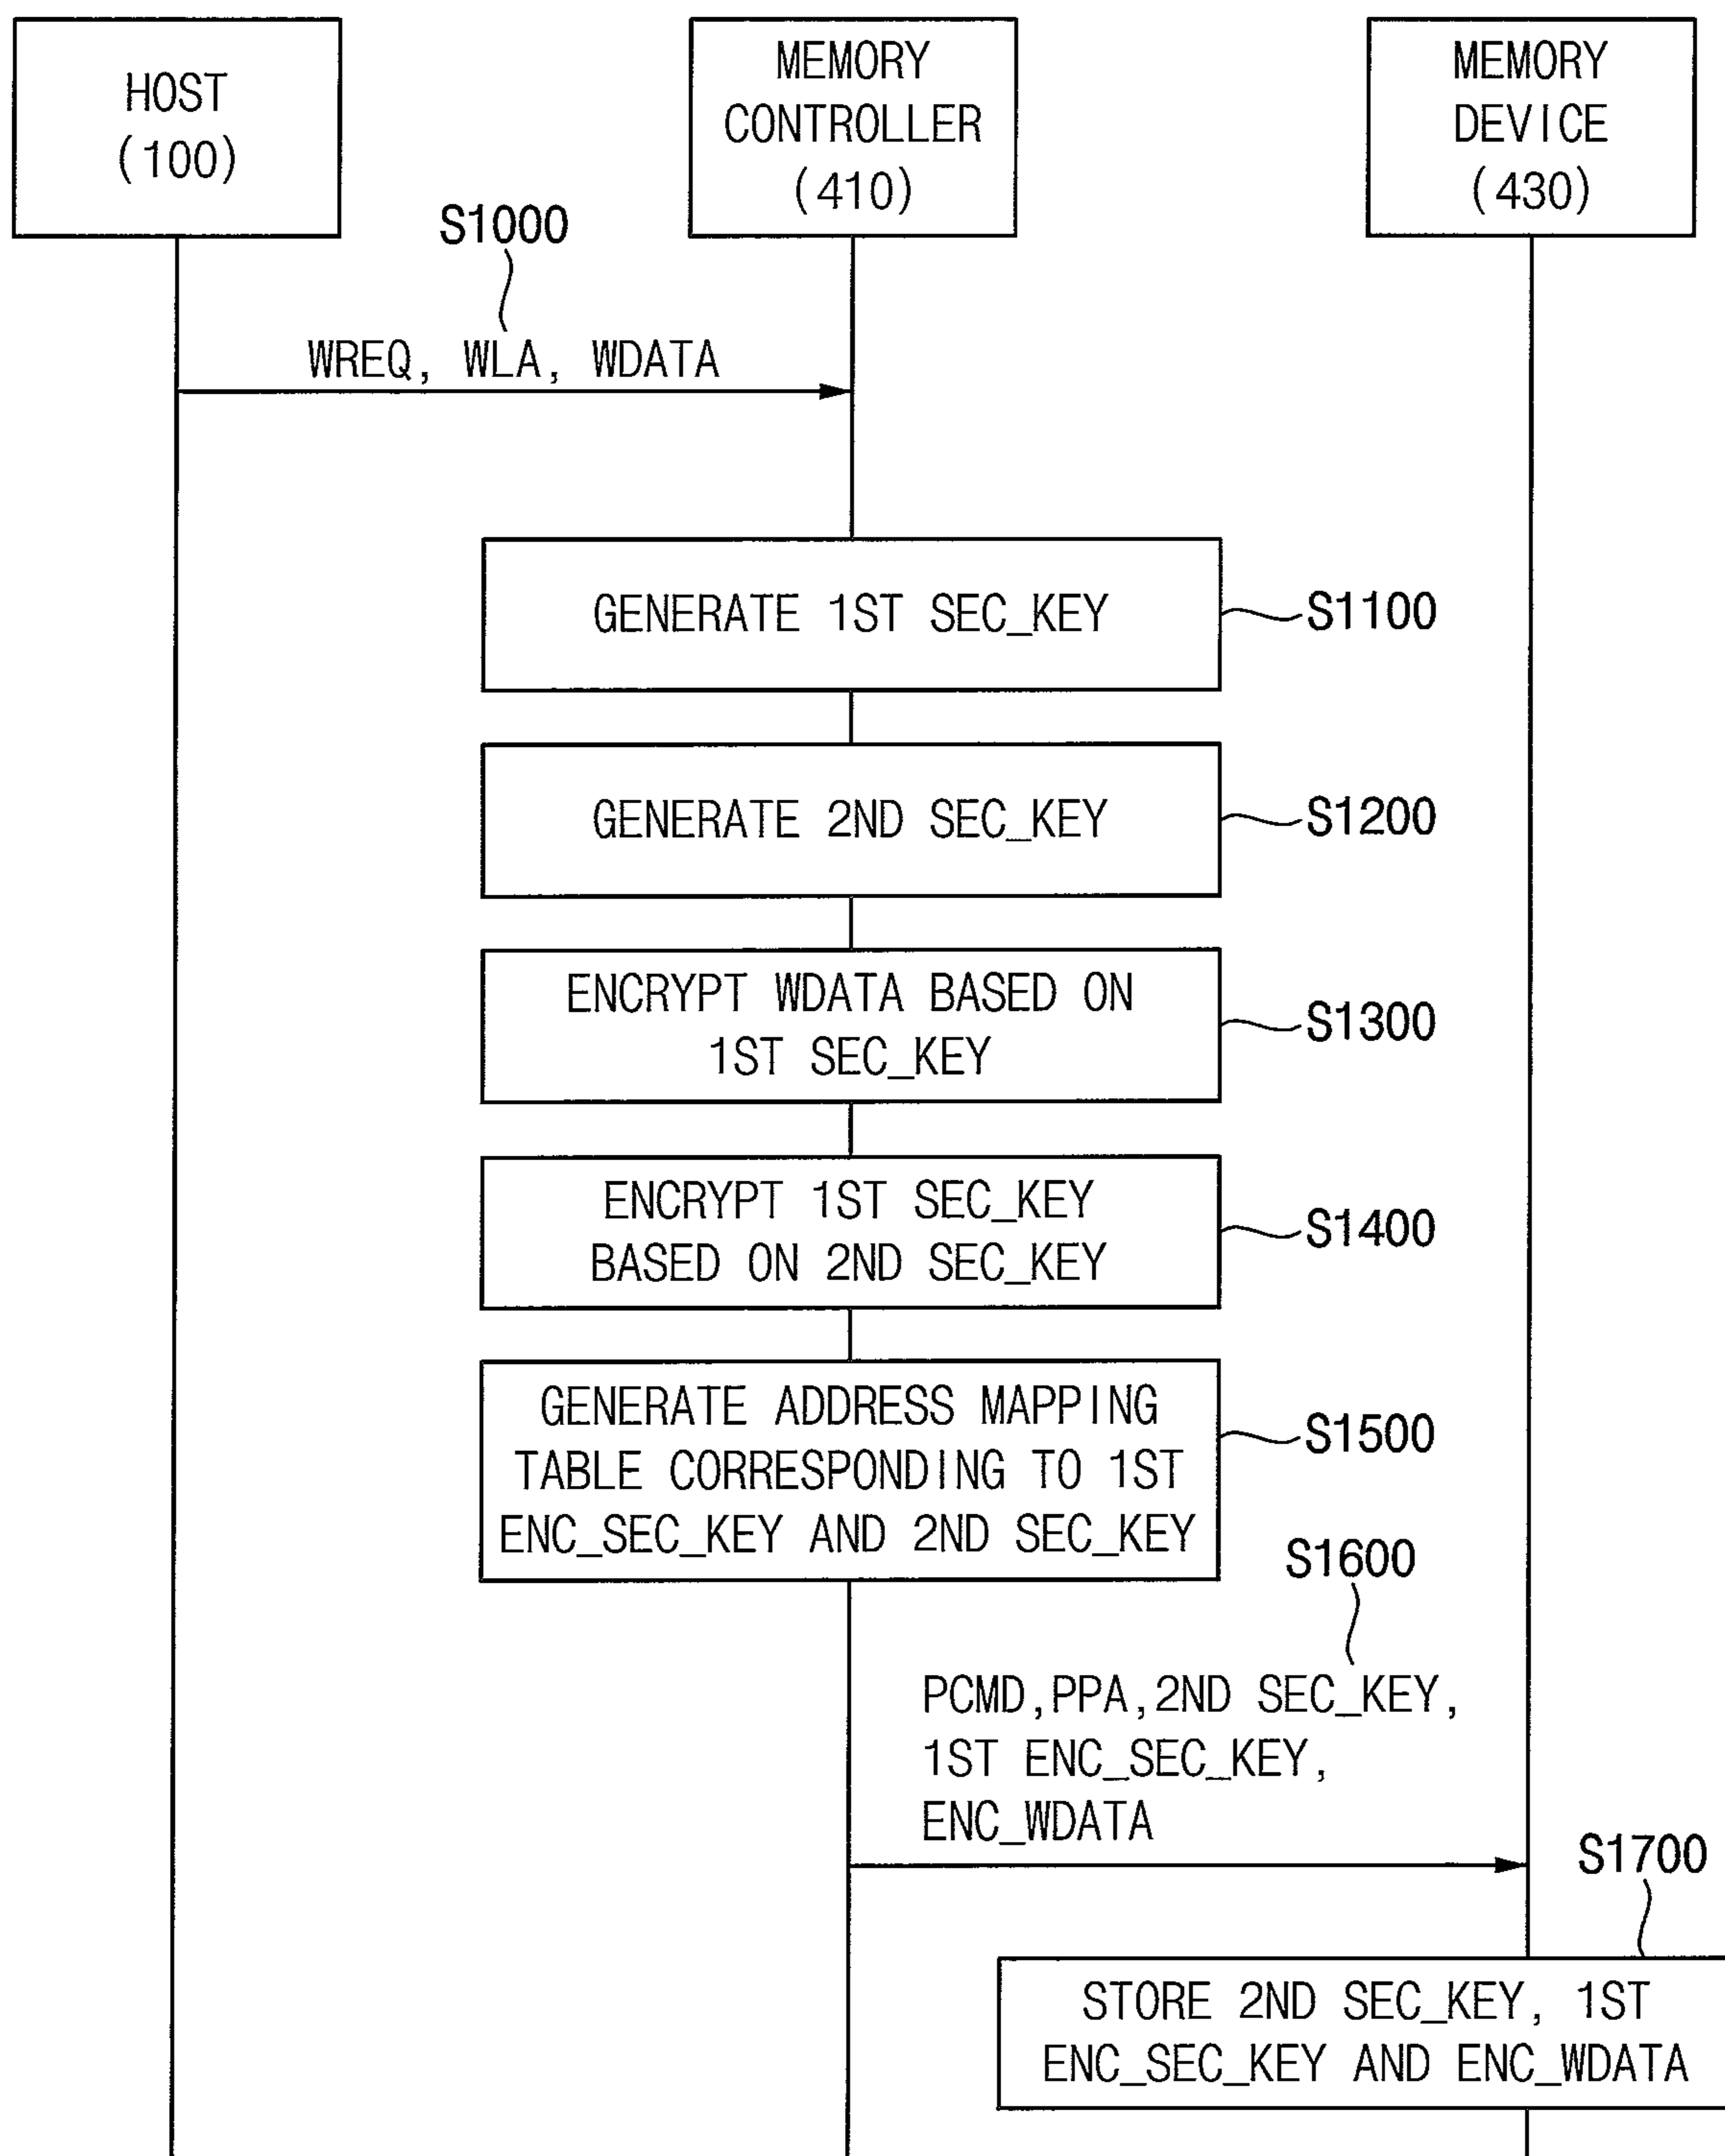 HOST
(100)
MEMORY
CONTROLLER
(410)
MEMORY
DEVICE
(430)
S1000
WREQ, WLA, WDATA
GENERATE 1ST SEC_KEY
S1100
GENERATE 2ND SEC_KEY
S1200
ENCRYPT WDATA BASED ON
1ST SEC_KEY
S1300
ENCRYPT 1ST SEC_KEY
BASED ON 2ND SEC_KEY
S1400
GENERATE ADDRESS MAPPING
TABLE CORRESPONDING TO 1ST
ENC_SEC_KEY AND 2ND SEC_KEY
S1500
S1600
PCMD,PPA,2ND SEC_KEY,
1ST ENC_SEC_KEY,
ENC_WDATA
S1700
STORE 2ND SEC_KEY, 1ST
ENC_SEC_KEY AND ENC_WDATA